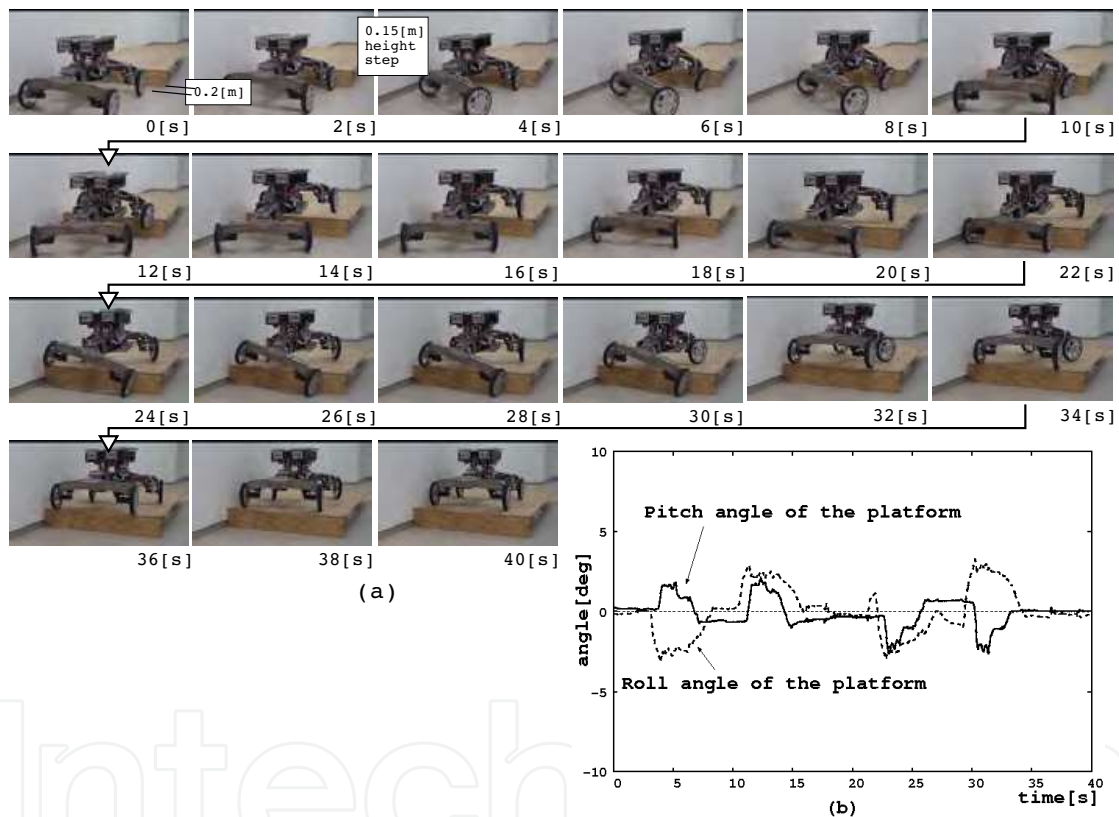 0.15[m]
height
step
0.2[m]
0[s] 2[s] 4[s] 6[s] 8[s] 10[s]
12[s] 14[s] 16[s] 18[s] 20[s] 22[s]
24[s] 26[s] 28[s] 30[s] 32[s] 34[s]
36[s] 38[s] 40[s]
(a)
10
5
0
-5
-10
angle[deg]
Pitch angle of the platform
Roll angle of the platform
0 5 10 15 20 25 30 35 40
time[s]
(b)
Intech